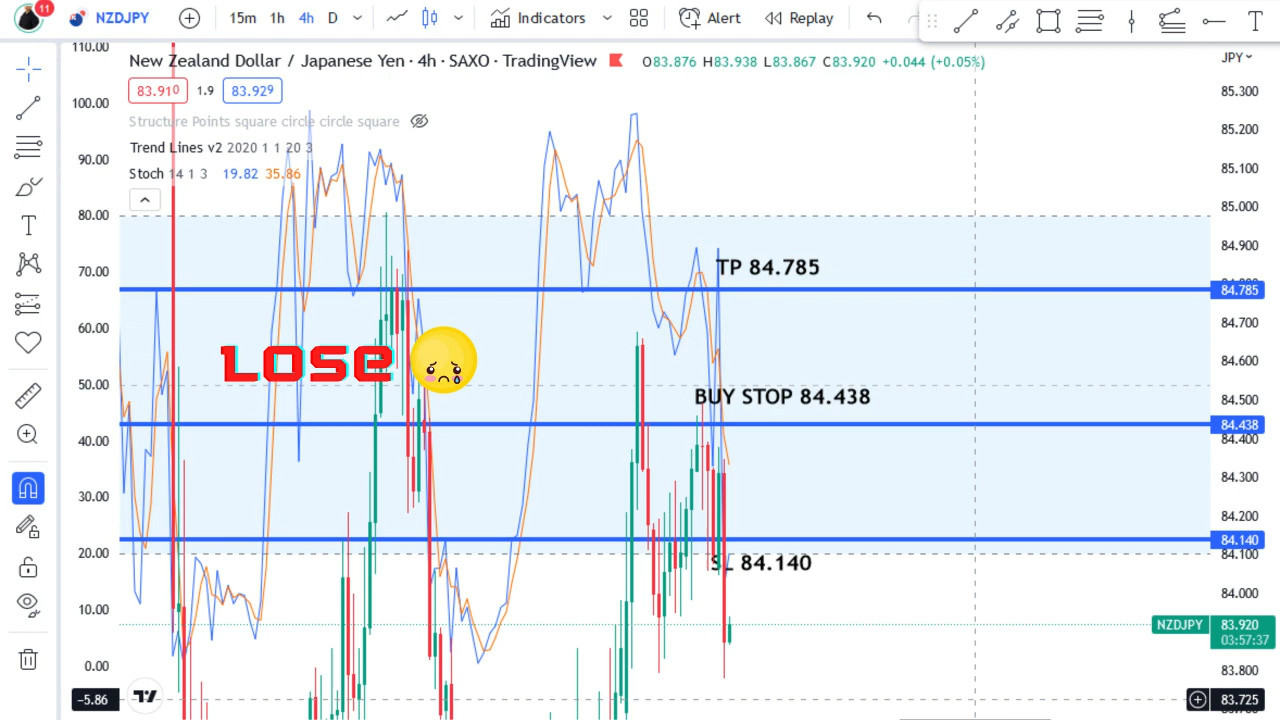 11
NZDJPY
15m 1h 4h D
Indicators
Alert
Replay
110.00
New Zealand Dollar / Japanese Yen · 4h · SAXO · TradingView
O83.876 H83.938 L83.867 C83.920 +0.044 (+0.05%)
JPY
83.910 1.9 83.929
Structure Points square circle circle square
Trend Lines v2 2020 1 1 20 3
Stoch 14 1 3 19.82 35.86
100.00
90.00
80.00
70.00
60.00
50.00
40.00
30.00
20.00
10.00
0.00
-5.86
TP 84.785
LOSE
BUY STOP 84.438
SL 84.140
85.300
85.200
85.100
85.000
84.900
84.785
84.700
84.600
84.500
84.438
84.400
84.300
84.200
84.140
84.100
84.000
NZDJPY 83.920
03:57:37
83.800
83.725